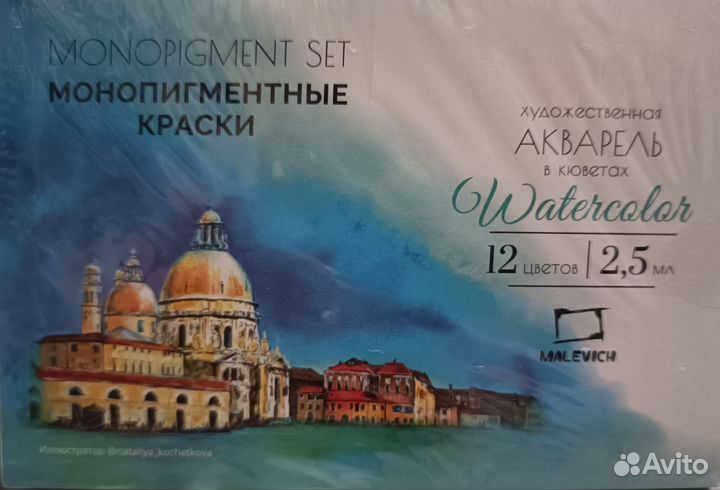 MONOPIGMENT SET
МОНОПИГМЕНТНЫЕ
КРАСКИ
художественная
АКВАРЕЛЬ
в кюветах
Watercolor
12 цветов | 2,5 мл
MALEVICH
Иллюстратор @nataliya_kochetkova
Avito